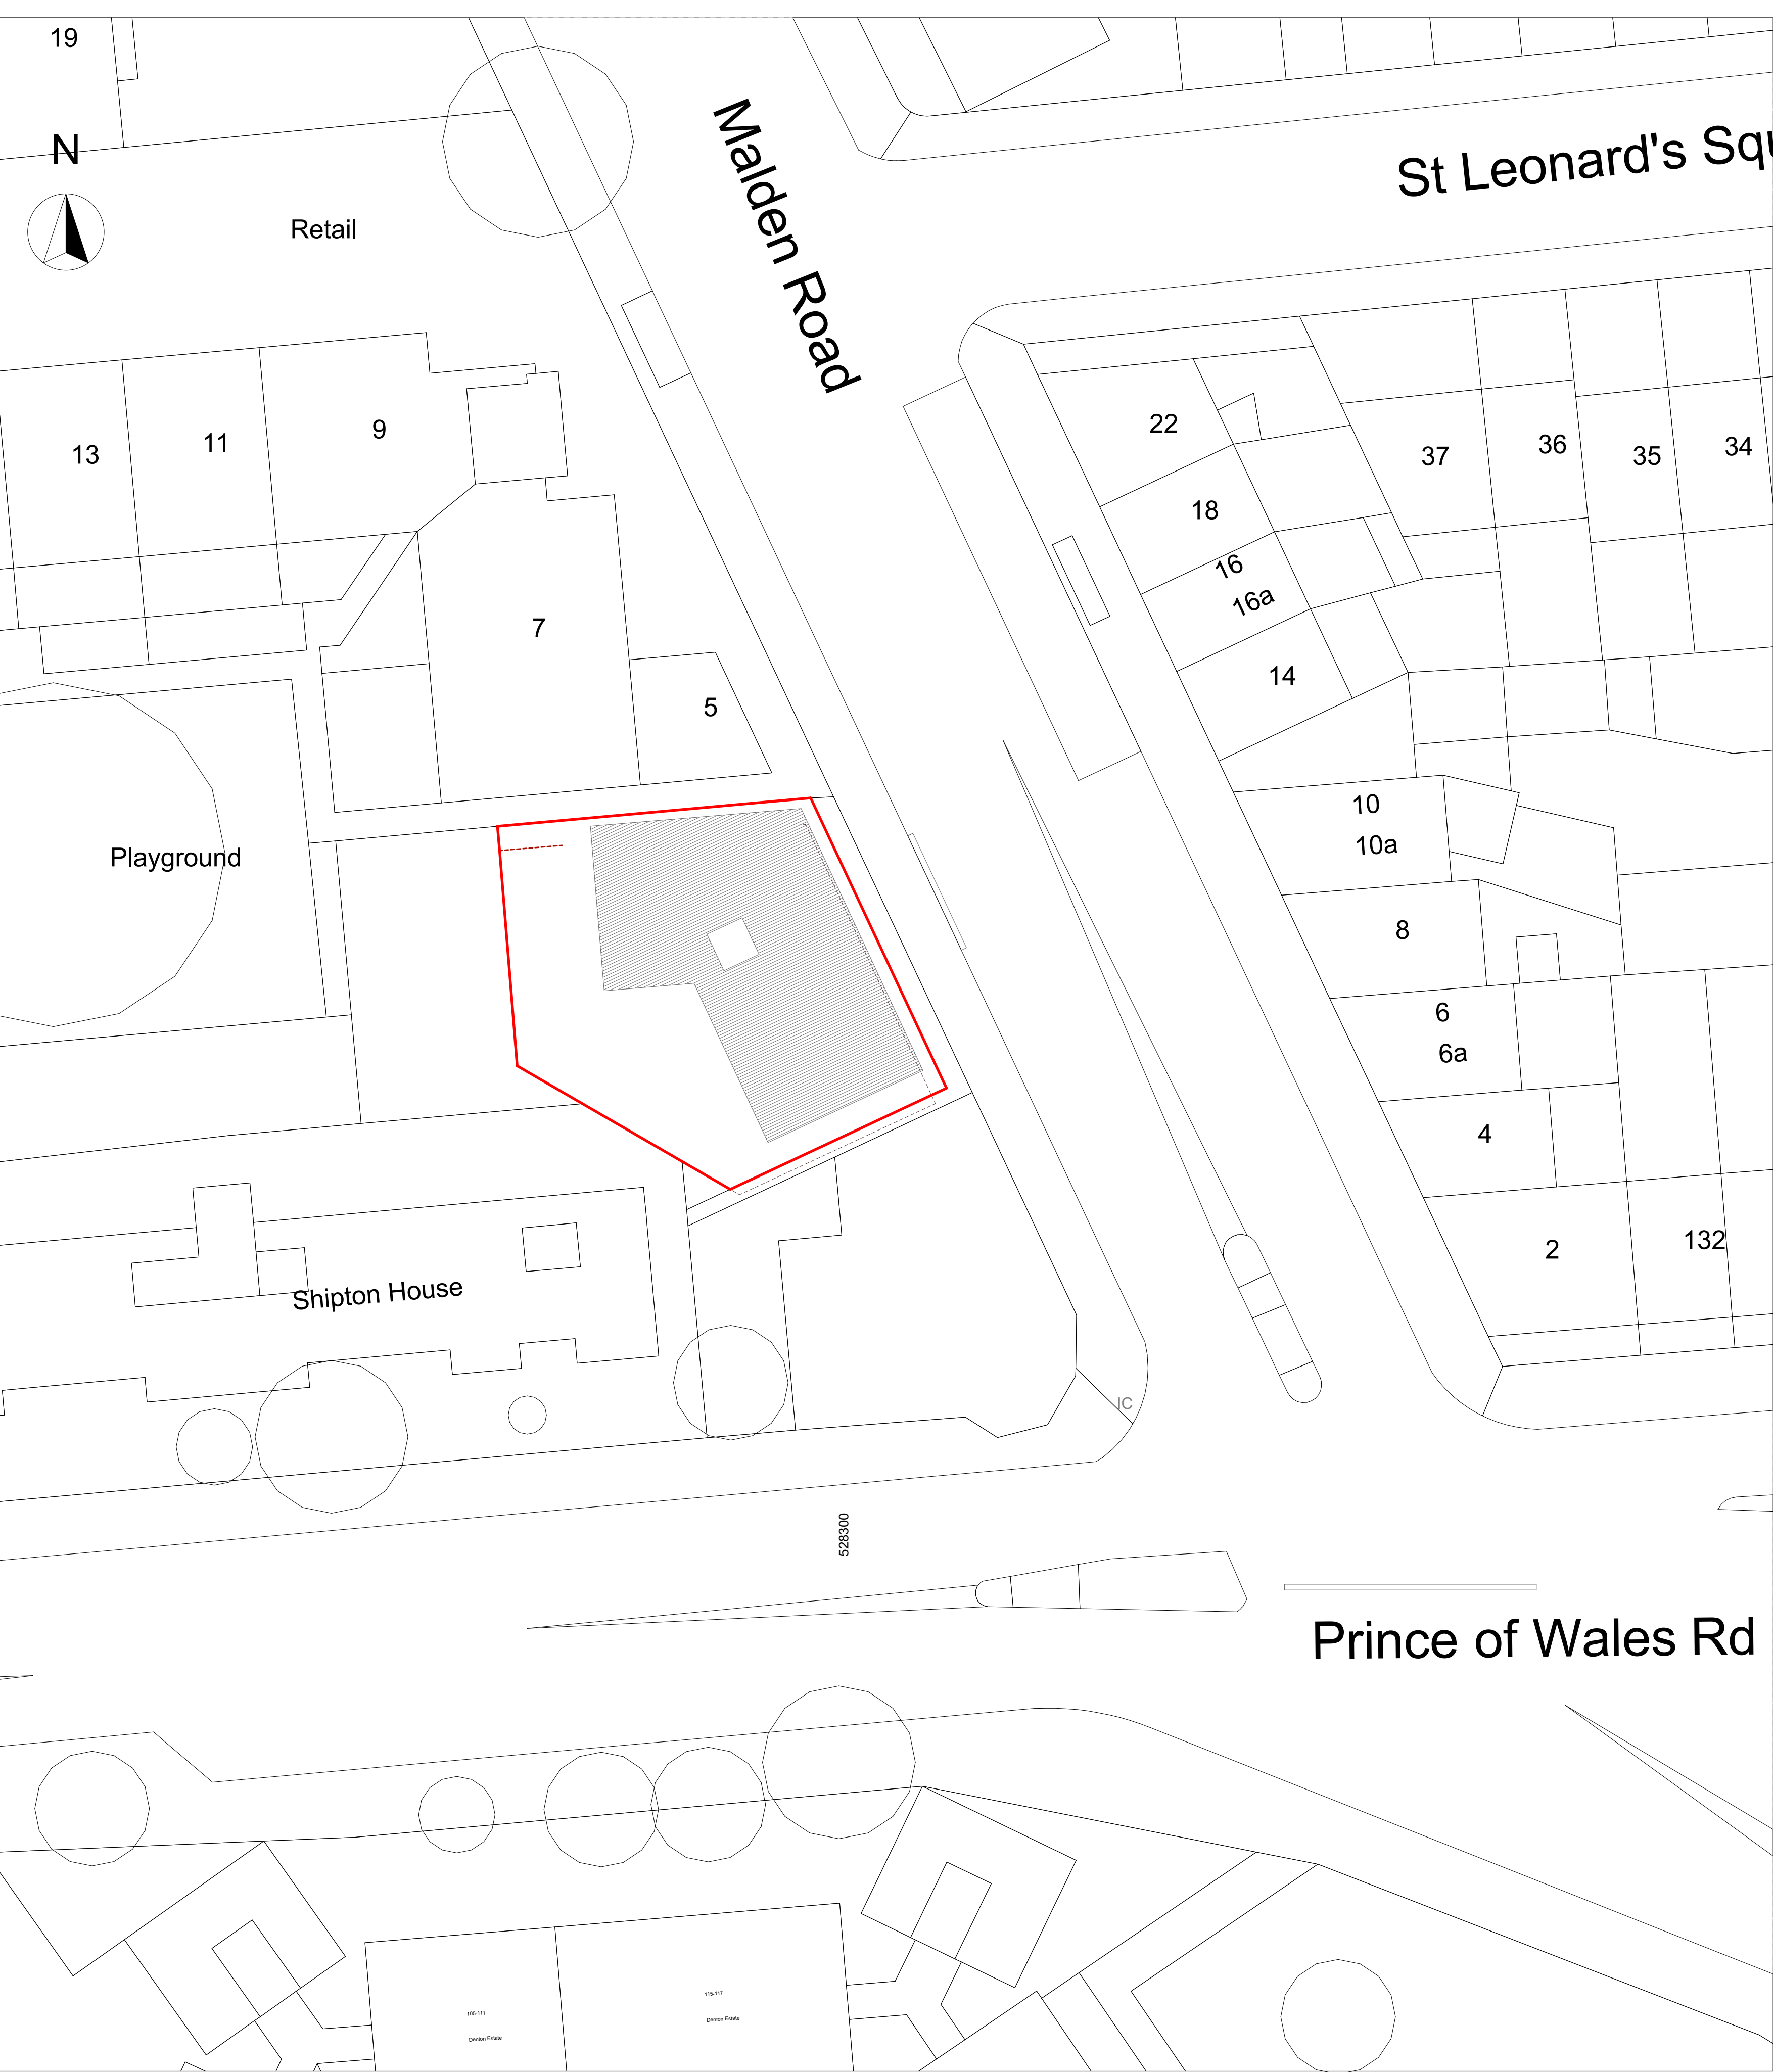 19
N
Retail
Malden Road
St Leonard's Squ
13
11
9
7
5
22
18
16
16a
14
37
36
35
34
Playground
10
10a
8
6
6a
4
2
132
Shipton House
IC
528300
Prince of Wales Rd
105-111
Denton Estate
115-117
Denton Estate